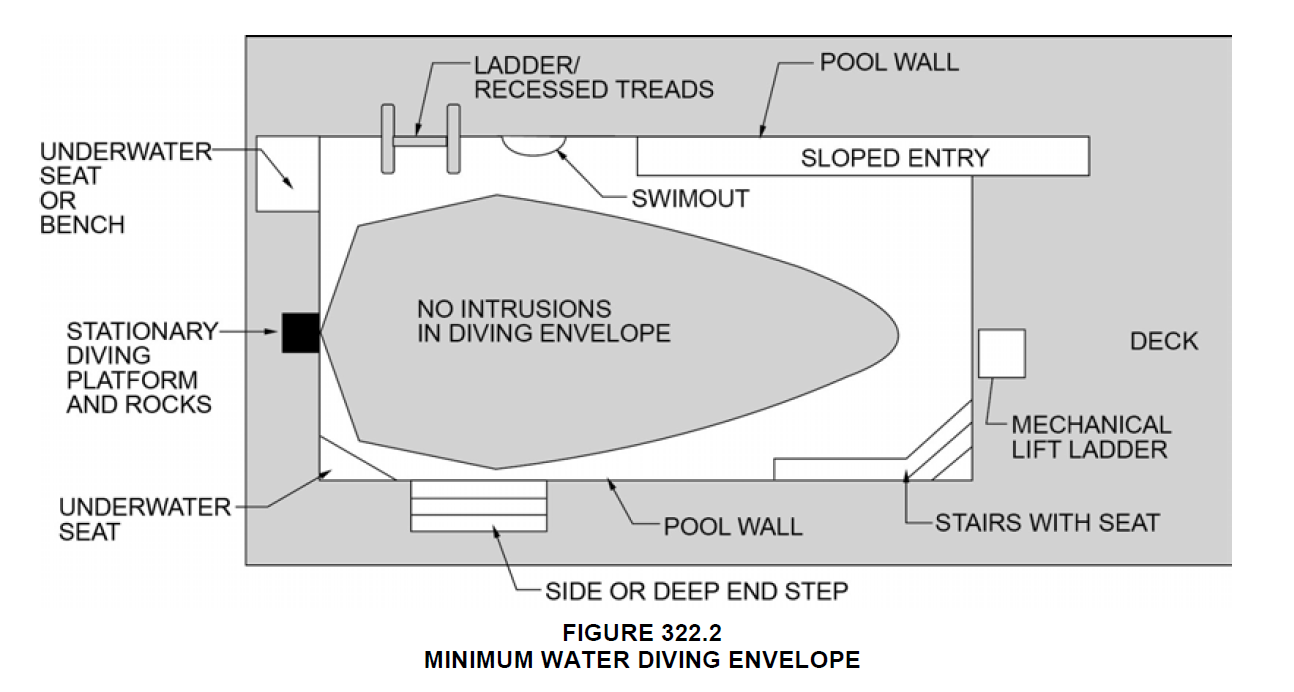 LADDER/
RECESSED TREADS
POOL WALL
UNDERWATER
SEAT
OR
BENCH
SLOPED ENTRY
SWIMOUT
NO INTRUSIONS
IN DIVING ENVELOPE
STATIONARY
DIVING
PLATFORM
AND ROCKS
DECK
MECHANICAL
LIFT LADDER
UNDERWATER
SEAT
POOL WALL
STAIRS WITH SEAT
SIDE OR DEEP END STEP
FIGURE 322.2
MINIMUM WATER DIVING ENVELOPE